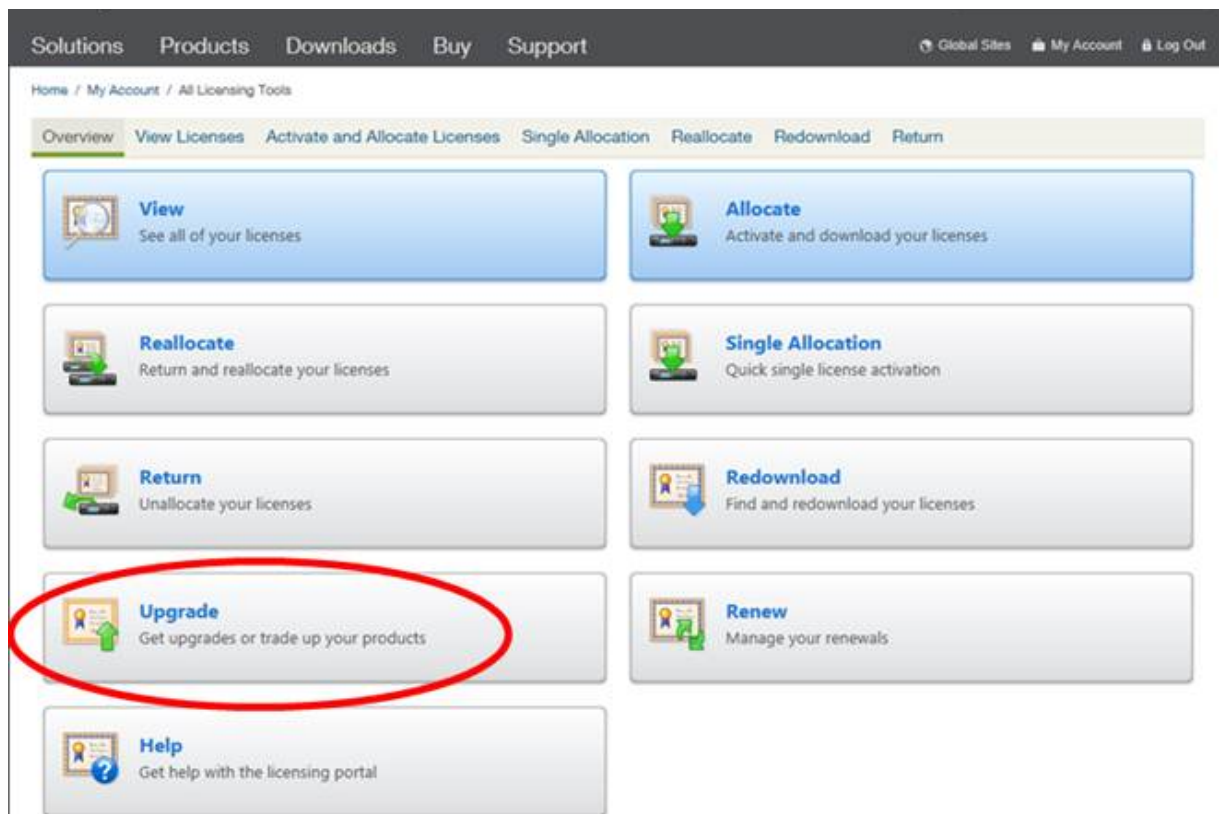 Solutions Products Downloads Buy Support Global Sites My Account Log Out
Home / My Account / All Licensing Tools
Overview View Licenses Activate and Allocate Licenses Single Allocation Reallocate Redownload Return
View
See all of your licenses
Allocate
Activate and download your licenses
Reallocate
Return and reallocate your licenses
Single Allocation
Quick single license activation
Return
Unallocate your licenses
Redownload
Find and redownload your licenses
Upgrade
Get upgrades or trade up your products
Renew
Manage your renewals
Help
Get help with the licensing portal